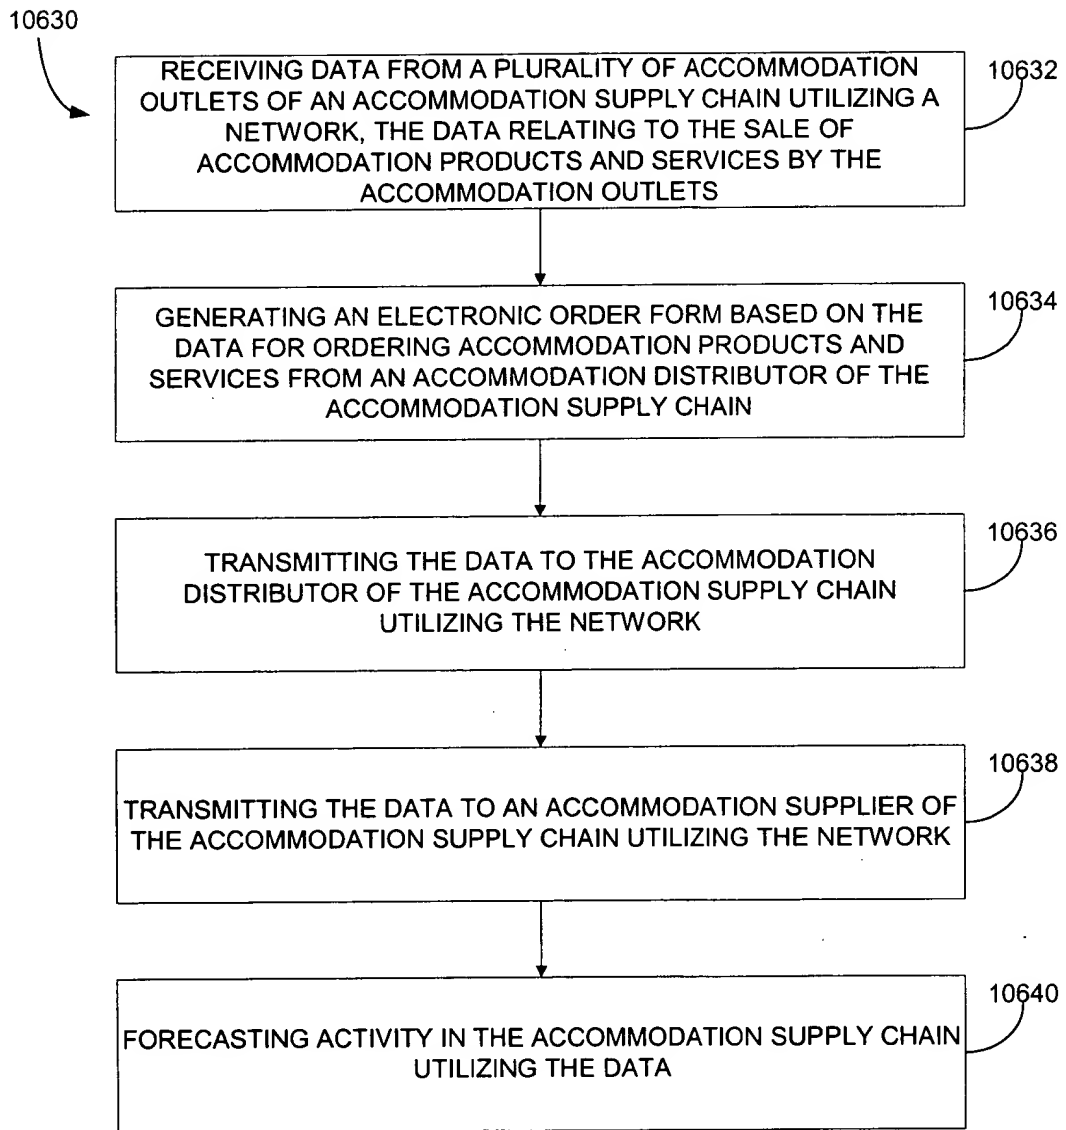 10630
RECEIVING DATA FROM A PLURALITY OF ACCOMMODATION
OUTLETS OF AN ACCOMMODATION SUPPLY CHAIN UTILIZING A
NETWORK, THE DATA RELATING TO THE SALE OF
ACCOMMODATION PRODUCTS AND SERVICES BY THE
ACCOMMODATION OUTLETS
10632
GENERATING AN ELECTRONIC ORDER FORM BASED ON THE
DATA FOR ORDERING ACCOMMODATION PRODUCTS AND
SERVICES FROM AN ACCOMMODATION DISTRIBUTOR OF THE
ACCOMMODATION SUPPLY CHAIN
10634
TRANSMITTING THE DATA TO THE ACCOMMODATION
DISTRIBUTOR OF THE ACCOMMODATION SUPPLY CHAIN
UTILIZING THE NETWORK
10636
TRANSMITTING THE DATA TO AN ACCOMMODATION SUPPLIER OF
THE ACCOMMODATION SUPPLY CHAIN UTILIZING THE NETWORK
10638
FORECASTING ACTIVITY IN THE ACCOMMODATION SUPPLY CHAIN
UTILIZING THE DATA
10640